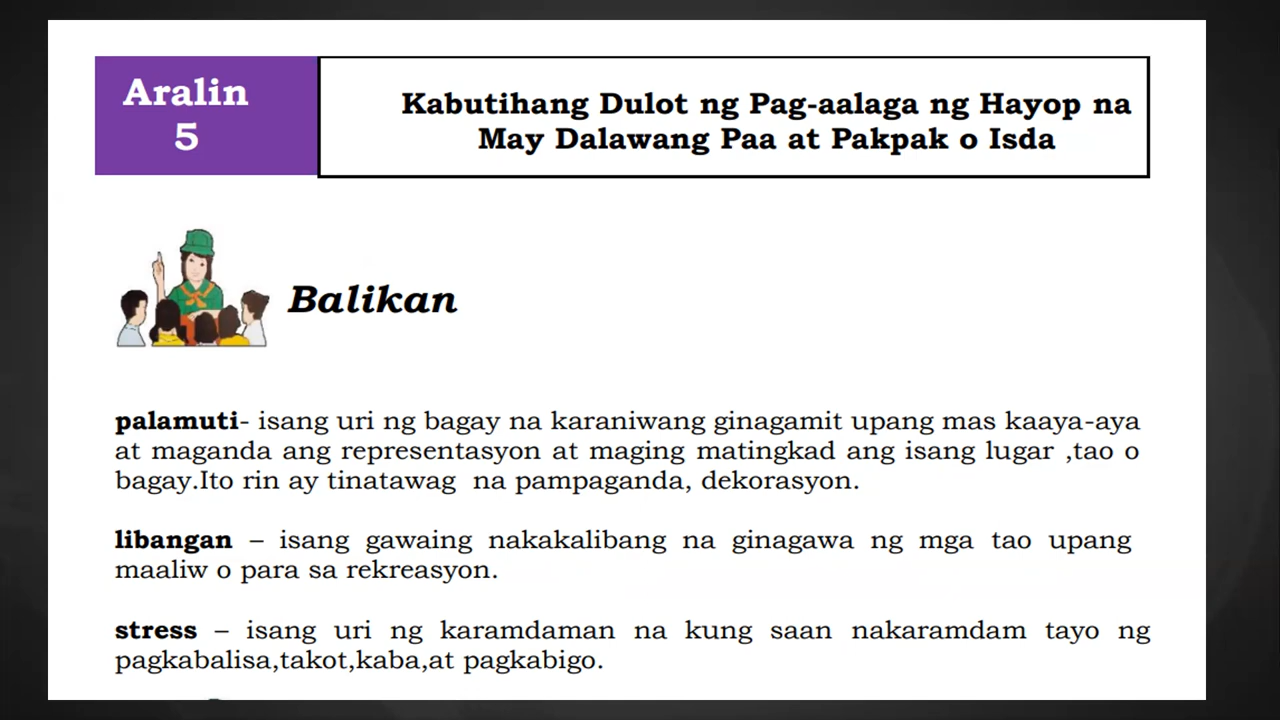 Aralin
5
Kabutihang Dulot ng Pag-aalaga ng Hayop na
May Dalawang Paa at Pakpak o Isda
Balikan
palamuti- isang uri ng bagay na karaniwang ginagamit upang mas kaaya-aya
at maganda ang representasyon at maging matingkad ang isang lugar ,tao o
bagay.Ito rin ay tinatawag  na pampaganda, dekorasyon.
libangan – isang gawaing nakakalibang na ginagawa ng mga tao upang
maaliw o para sa rekreasyon.
stress – isang uri ng karamdaman na kung saan nakaramdam tayo ng
pagkabalisa,takot,kaba,at pagkabigo.